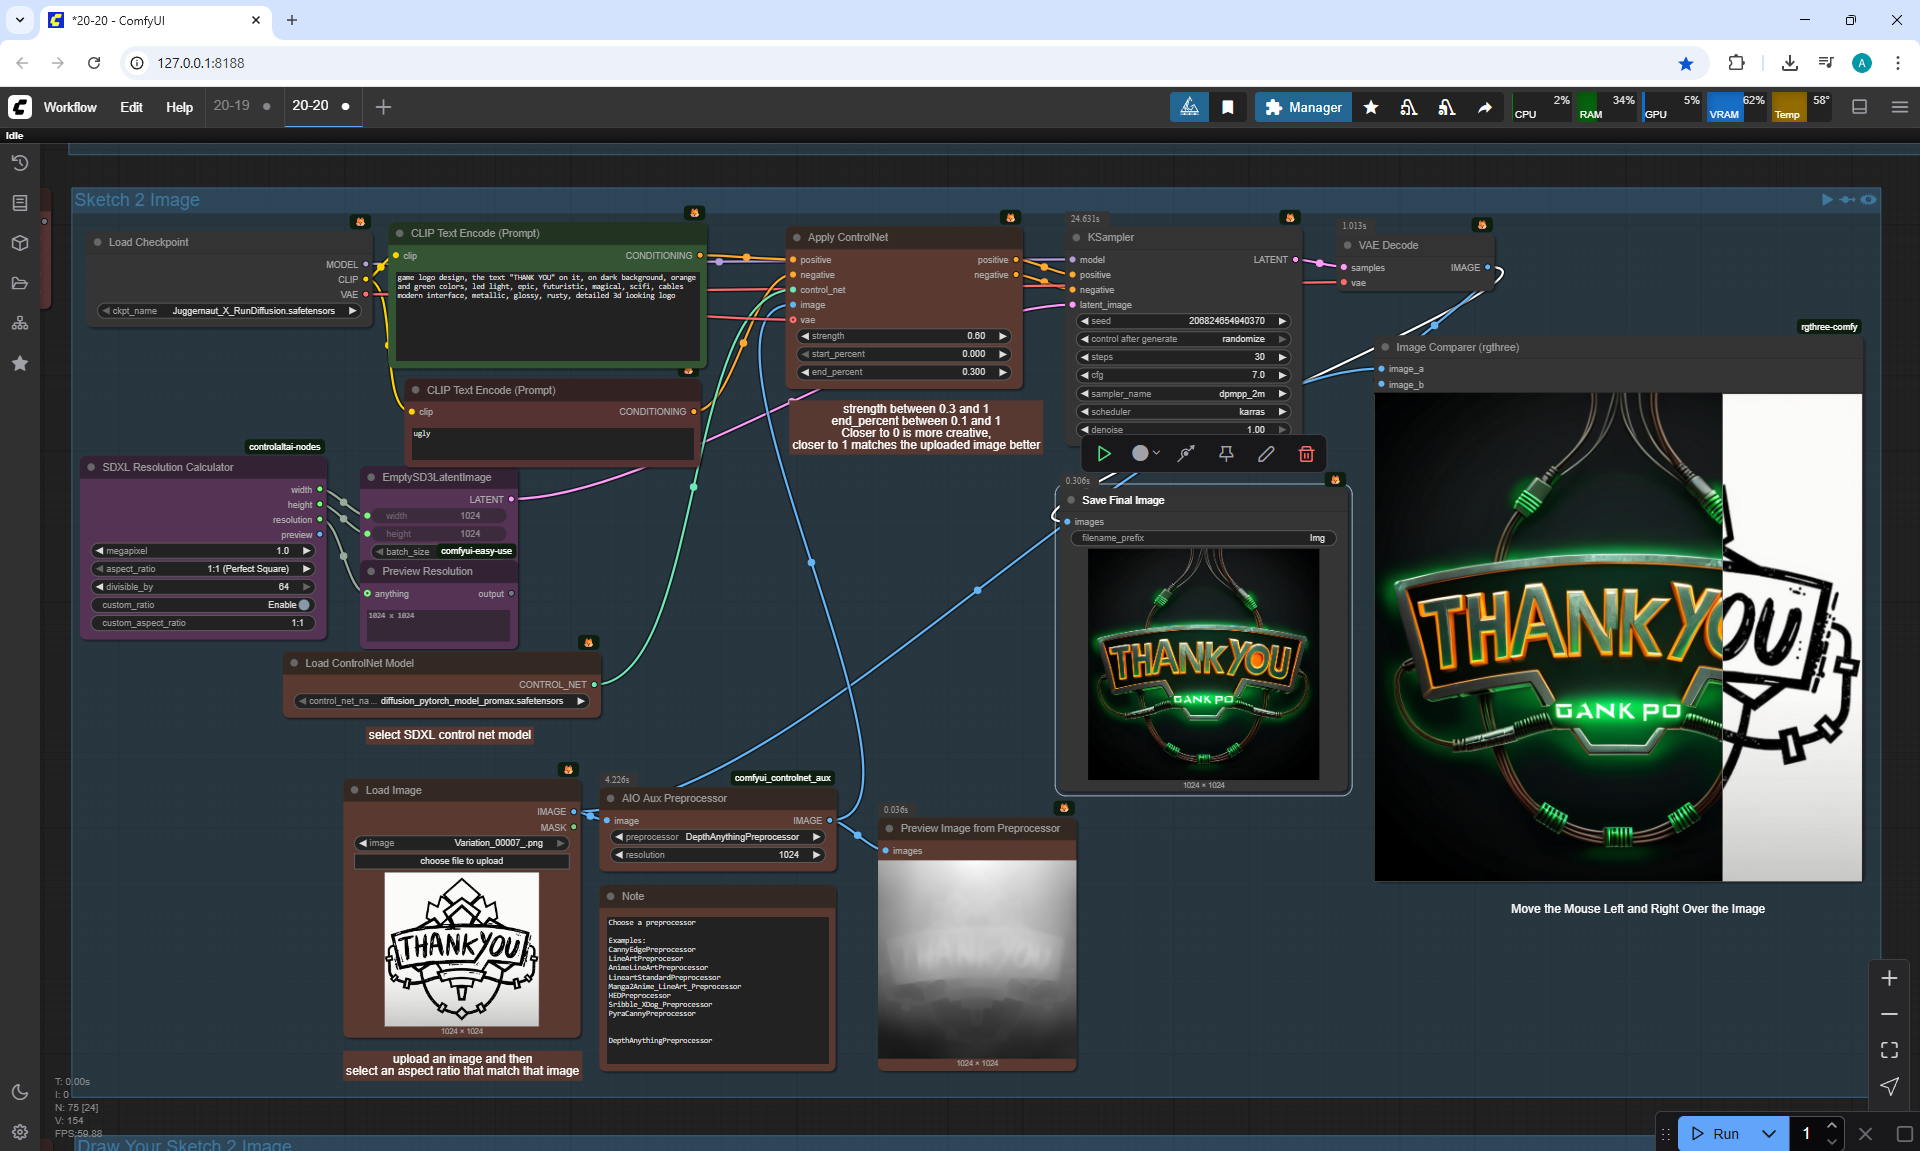 *20-20 - ComfyUI
127.0.0.1:8188
Workflow Edit Help 20-19 20-20
Manager
CPU 2% RAM 34% GPU 5% VRAM 62% Temp 58°
Idle
Sketch 2 Image
Load Checkpoint
MODEL
CLIP
VAE
ckpt_name Juggernaut_X_RunDiffusion.safetensors
CLIP Text Encode (Prompt)
clip CONDITIONING
game logo design, the text "THANK YOU" on it, on dark background, orange
and green colors, led light, epic, futuristic, magical, scifi, cables
modern interface, metallic, glossy, rusty, detailed 3d looking logo
CLIP Text Encode (Prompt)
clip CONDITIONING
ugly
Apply ControlNet
positive positive
negative negative
control_net
image
vae
strength 0.60
start_percent 0.000
end_percent 0.300
strength between 0.3 and 1
end_percent between 0.1 and 1
Closer to 0 is more creative,
closer to 1 matches the uploaded image better
24.631s
KSampler
model LATENT
positive
negative
latent_image
seed 206824654940370
control after generate randomize
steps 30
cfg 7.0
sampler_name dpmpp_2m
scheduler karras
denoise 1.00
1.013s
VAE Decode
samples IMAGE
vae
rgthree-comfy
Image Comparer (rgthree)
image_a
image_b
THANK YOU
GANK PO
Move the Mouse Left and Right Over the Image
controlaltai-nodes
SDXL Resolution Calculator
width
height
resolution
preview
megapixel 1.0
aspect_ratio 1:1 (Perfect Square)
divisible_by 64
custom_ratio Enable
custom_aspect_ratio 1:1
EmptySD3LatentImage
LATENT
width 1024
height 1024
batch_size
comfyui-easy-use
Preview Resolution
anything output
1024 x 1024
Load ControlNet Model
CONTROL_NET
control_net_na... diffusion_pytorch_model_promax.safetensors
select SDXL control net model
0.306s
Save Final Image
images
filename_prefix Img
THANK YOU
GANK PO
1024 × 1024
Load Image
IMAGE
MASK
image Variation_00007_.png
choose file to upload
THANK YOU
1024 × 1024
upload an image and then
select an aspect ratio that match that image
4.226s
comfyui_controlnet_aux
AIO Aux Preprocessor
image IMAGE
preprocessor DepthAnythingPreprocessor
resolution 1024
Note
Choose a preprocessor
Examples:
CannyEdgePreprocessor
LineArtPreprocesor
AnimeLineArtPreprocessor
LineartStandardPreprocessor
Manga2Anime_LineArt_Preprocessor
HEDPreprocessor
Sribble_XDog_Preprocessor
PyraCannyPreprocessor
DepthAnythingPreprocessor
0.036s
Preview Image from Preprocessor
images
THANK YOU
1024 × 1024
T: 0.00s
I: 0
N: 75 [24]
V: 154
FPS:59.88
Draw Your Sketch 2 Image
Run 1